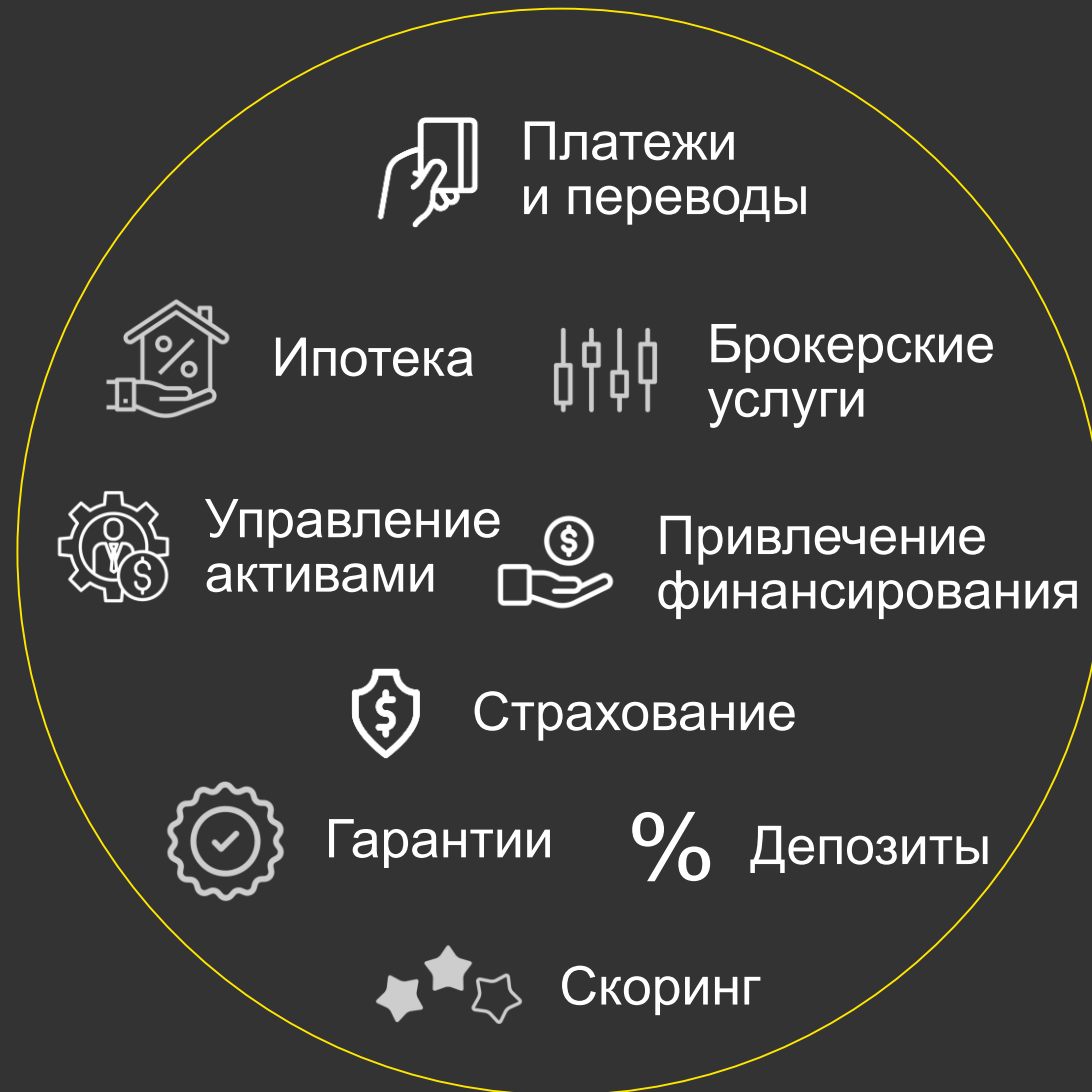 Платежи
и переводы
Ипотека
Брокерские
услуги
Управление
активами
Привлечение
финансирования
Страхование
Гарантии
% Депозиты
Скоринг